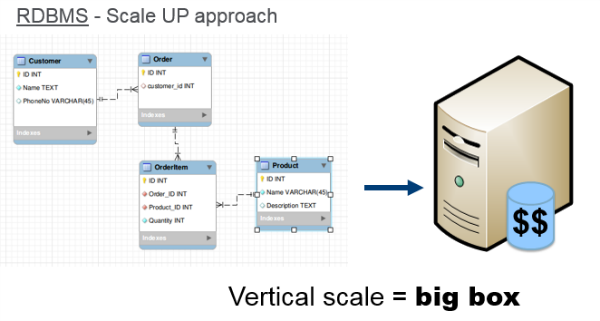 RDBMS - Scale UP approach
Customer
ID INT
Name TEXT
PhoneNo VARCHAR(45)
Indexes
Order
ID INT
customer_id INT
Indexes
OrderItem
ID INT
Order_ID INT
Product_ID INT
Quantity INT
Indexes
Product
ID INT
Name VARCHAR(45)
Description TEXT
Indexes
$$
Vertical scale = big box